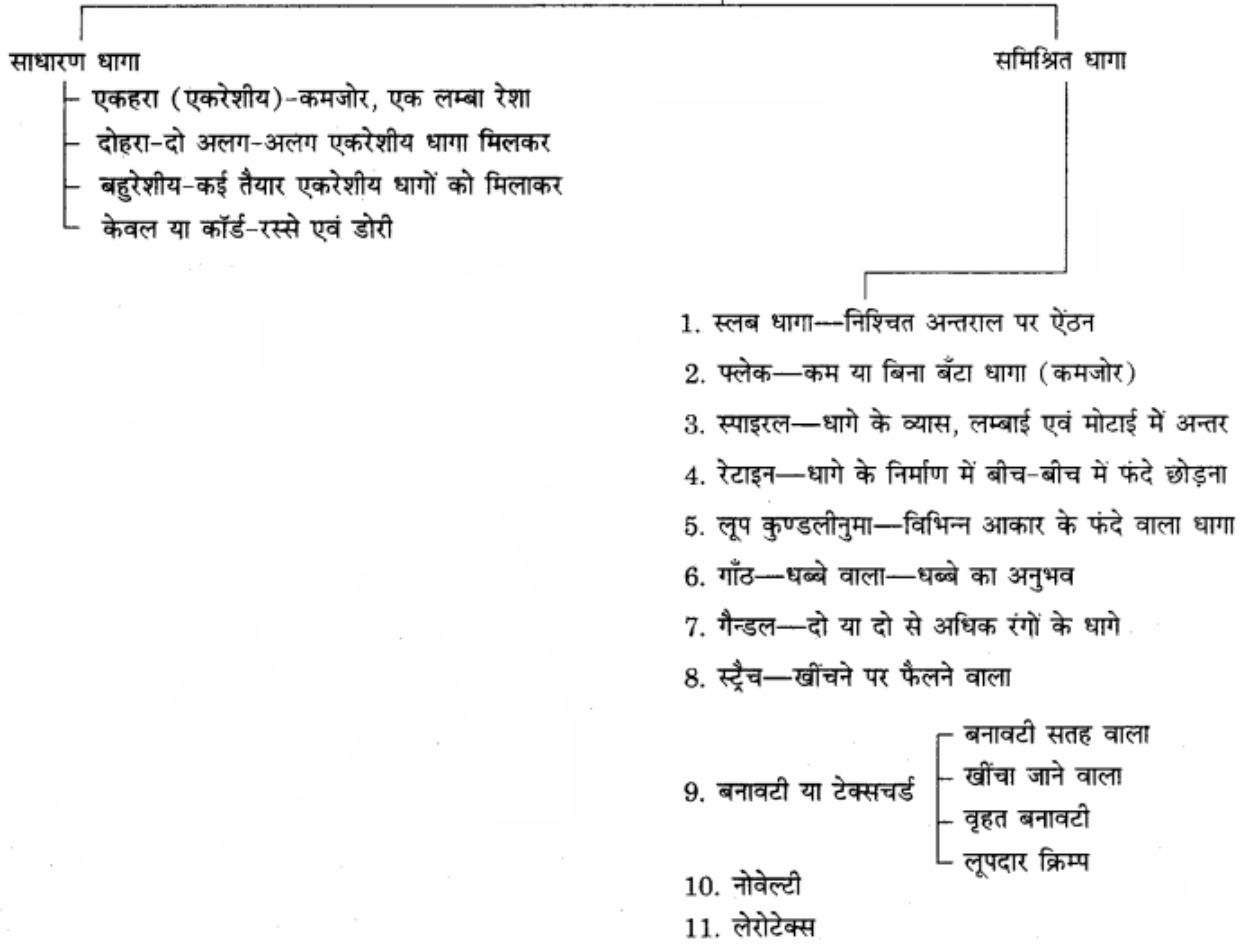 साधारण धागा
एकहरा (एकरेशीय)-कमजोर, एक लम्बा रेशा
दोहरा-दो अलग-अलग एकरेशीय धागा मिलकर
बहुरेशीय-कई तैयार एकरेशीय धागों को मिलाकर
केवल या कॉर्ड-रस्से एवं डोरी
समिश्रित धागा
1. स्लब धागा—निश्चित अन्तराल पर ऐंठन
2. फ्लेक—कम या बिना बँटा धागा (कमजोर)
3. स्पाइरल—धागे के व्यास, लम्बाई एवं मोटाई में अन्तर
4. रेटाइन—धागे के निर्माण में बीच-बीच में फंदे छोड़ना
5. लूप कुण्डलीनुमा—विभिन्न आकार के फंदे वाला धागा
6. गाँठ—धब्बे वाला—धब्बे का अनुभव
7. गैन्डल—दो या दो से अधिक रंगों के धागे
8. स्ट्रैच—खींचने पर फैलने वाला
9. बनावटी या टेक्सचर्ड
बनावटी सतह वाला
खींचा जाने वाला
वृहत बनावटी
लूपदार क्रिम्प
10. नोवेल्टी
11. लेरोटेक्स